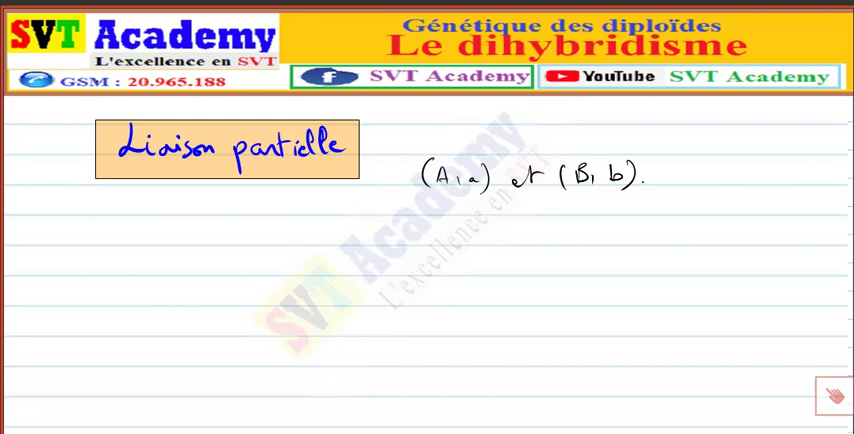 SVT Academy
L'excellence en SVT
GSM : 20.965.188
Génétique des diploïdes
Le dihybridisme
f SVT Academy
YouTube SVT Academy
Liaison partielle
(A, a) et (B, b).
SVT Academy
L'excellence en SVT